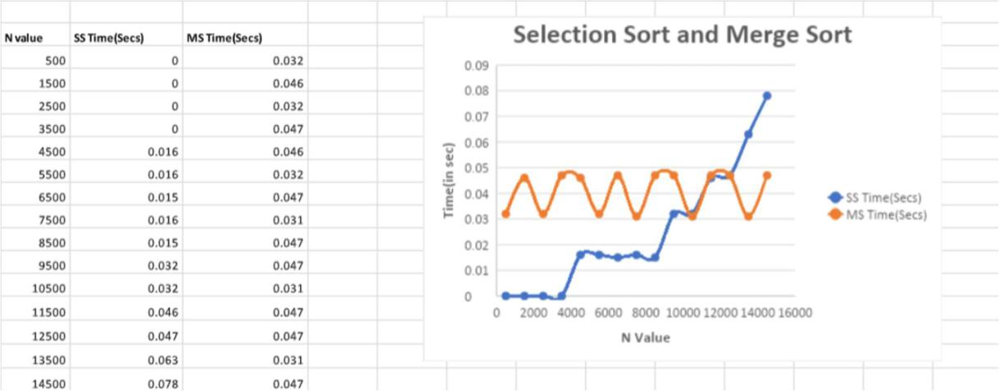 N value SS Time(Secs) MS Time(Secs)
500 0 0.032
1500 0 0.046
2500 0 0.032
3500 0 0.047
4500 0.016 0.046
5500 0.016 0.032
6500 0.015 0.047
7500 0.016 0.031
8500 0.015 0.047
9500 0.032 0.047
10500 0.032 0.031
11500 0.046 0.047
12500 0.047 0.047
13500 0.063 0.031
14500 0.078 0.047
Selection Sort and Merge Sort
0.09
0.08
0.07
0.06
0.05
0.04
0.03
0.02
0.01
0
Time(in sec)
0 2000 4000 6000 8000 10000 12000 14000 16000
N Value
SS Time(Secs)
MS Time(Secs)